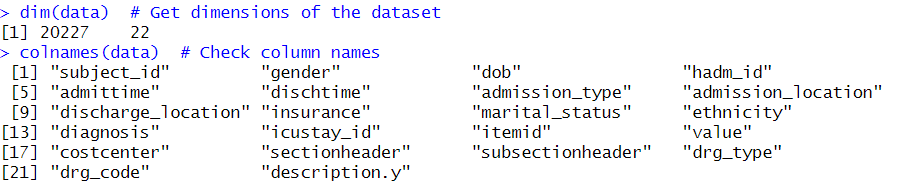 > dim(data)  # Get dimensions of the dataset
[1] 20227    22
> colnames(data)  # Check column names
 [1] "subject_id"         "gender"             "dob"                "hadm_id"
 [5] "admittime"          "dischtime"          "admission_type"     "admission_location"
 [9] "discharge_location" "insurance"          "marital_status"     "ethnicity"
[13] "diagnosis"          "icustay_id"         "itemid"             "value"
[17] "costcenter"         "sectionheader"      "subsectionheader"   "drg_type"
[21] "drg_code"           "description.y"